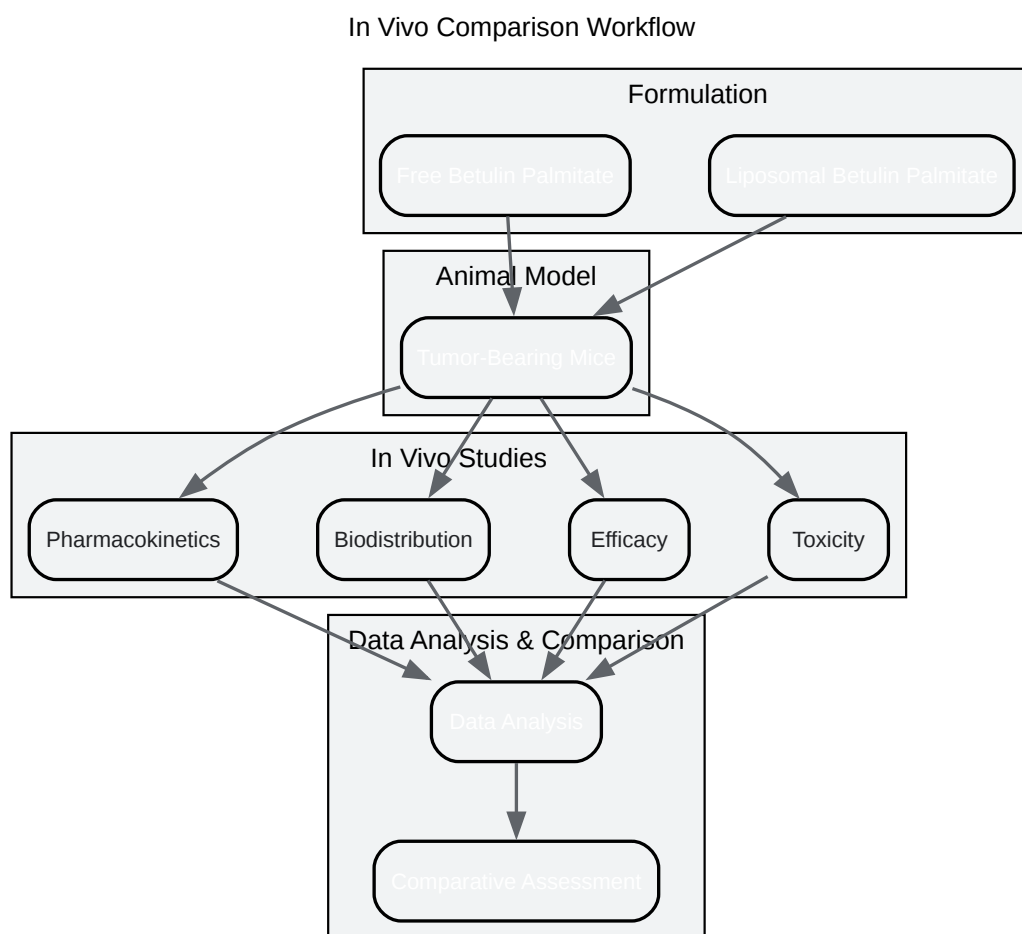 In Vivo Comparison Workflow
Formulation
Free Betulin Palmitate
Liposomal Betulin Palmitate
Animal Model
Tumor-Bearing Mice
In Vivo Studies
Pharmacokinetics
Biodistribution
Efficacy
Toxicity
Data Analysis & Comparison
Data Analysis
Comparative Assessment